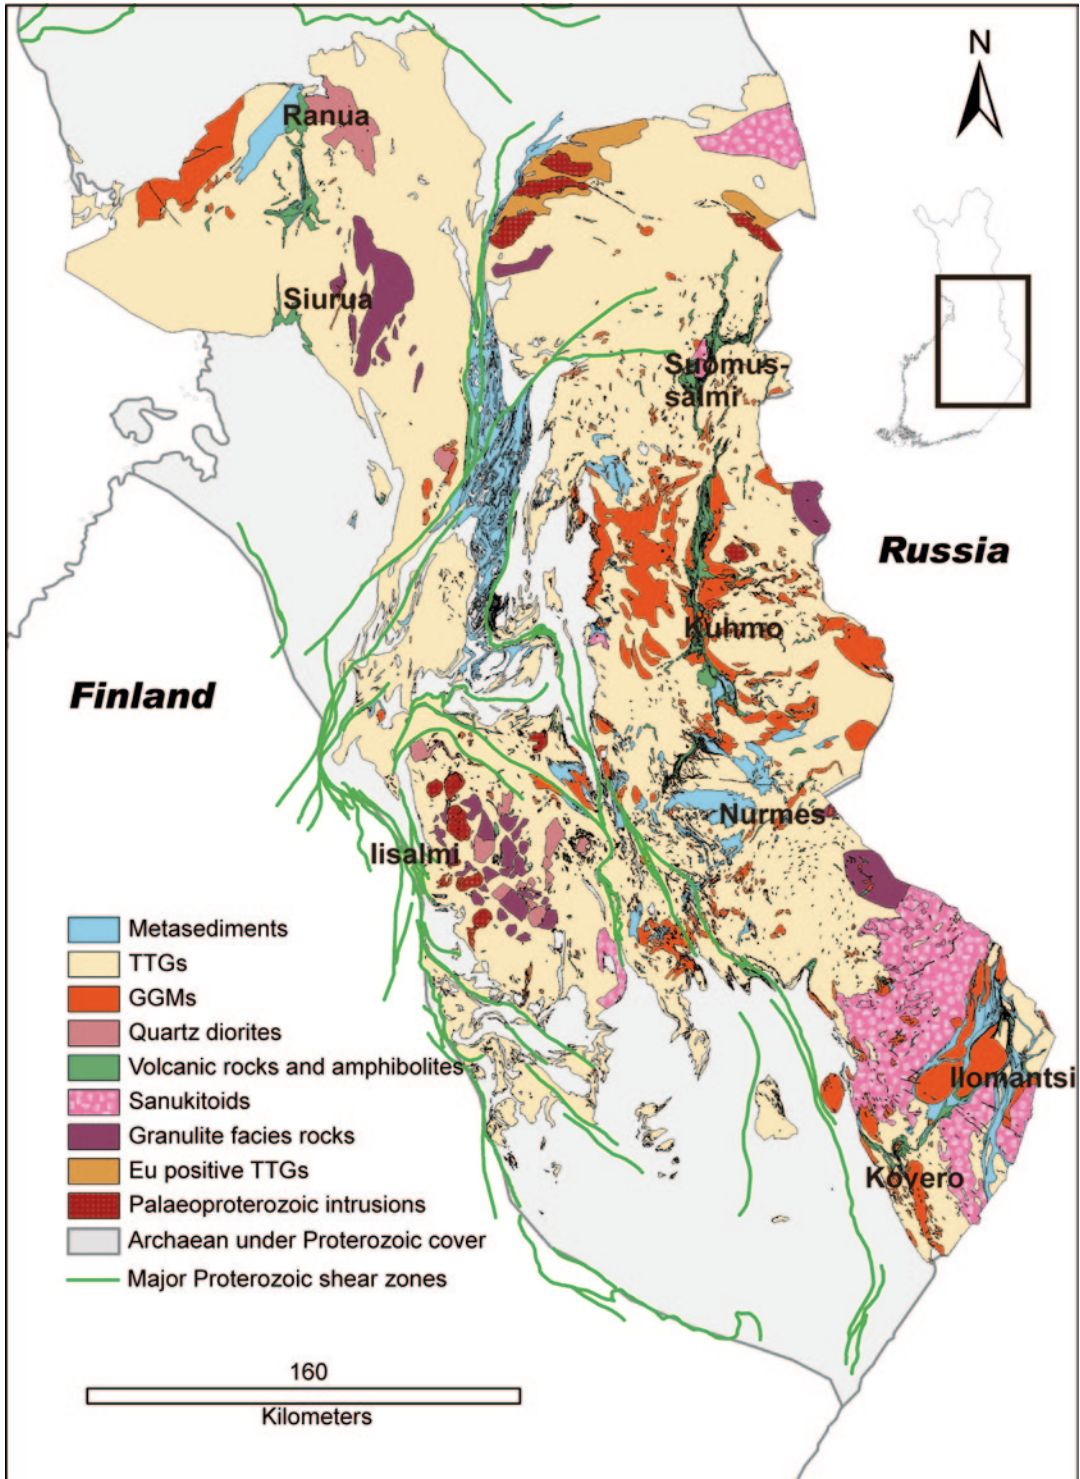 N
Ranua
Siurua
Suomus-
salmi
Russia
Kuhmo
Finland
Nurmes
Iisalmi
Metasediments
TTGs
GGMs
Quartz diorites
Volcanic rocks and amphibolites
Sanukitoids
Granulite facies rocks
Eu positive TTGs
Palaeoproterozoic intrusions
Archaean under Proterozoic cover
Major Proterozoic shear zones
Ilomantsi
Kovero
160
Kilometers